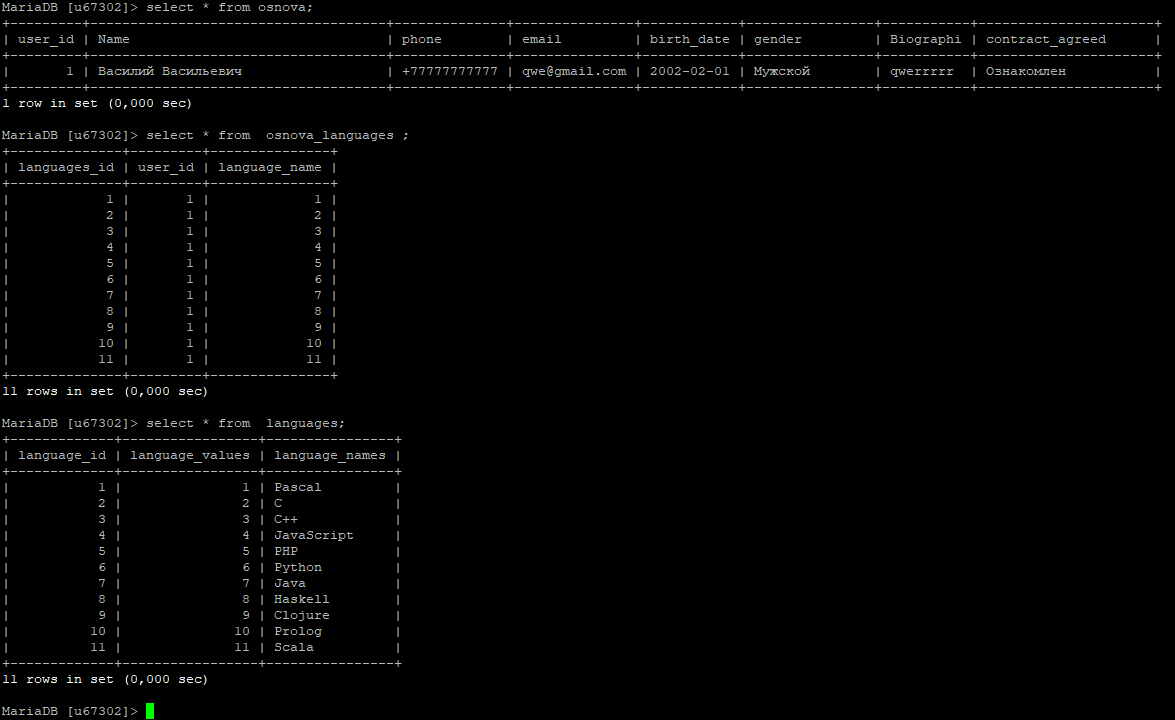 MariaDB [u67302]> select * from osnova;
+---------+-------------------------------------+--------------+---------------+------------+----------------+-----------+----------------------+
| user_id | Name                                | phone        | email         | birth_date | gender         | Biographi | contract_agreed      |
+---------+-------------------------------------+--------------+---------------+------------+----------------+-----------+----------------------+
|       1 | Василий Васильевич                  | +77777777777 | qwe@gmail.com | 2002-02-01 | Мужской        | qwerrrrr  | Ознакомлен           |
+---------+-------------------------------------+--------------+---------------+------------+----------------+-----------+----------------------+
1 row in set (0,000 sec)
MariaDB [u67302]> select * from  osnova_languages ;
+--------------+---------+---------------+
| languages_id | user_id | language_name |
+--------------+---------+---------------+
|            1 |       1 |             1 |
|            2 |       1 |             2 |
|            3 |       1 |             3 |
|            4 |       1 |             4 |
|            5 |       1 |             5 |
|            6 |       1 |             6 |
|            7 |       1 |             7 |
|            8 |       1 |             8 |
|            9 |       1 |             9 |
|           10 |       1 |            10 |
|           11 |       1 |            11 |
+--------------+---------+---------------+
11 rows in set (0,000 sec)
MariaDB [u67302]> select * from  languages;
+-------------+-----------------+----------------+
| language_id | language_values | language_names |
+-------------+-----------------+----------------+
|           1 |               1 | Pascal         |
|           2 |               2 | C              |
|           3 |               3 | C++            |
|           4 |               4 | JavaScript     |
|           5 |               5 | PHP            |
|           6 |               6 | Python         |
|           7 |               7 | Java           |
|           8 |               8 | Haskell        |
|           9 |               9 | Clojure        |
|          10 |              10 | Prolog         |
|          11 |              11 | Scala          |
+-------------+-----------------+----------------+
11 rows in set (0,000 sec)
MariaDB [u67302]>